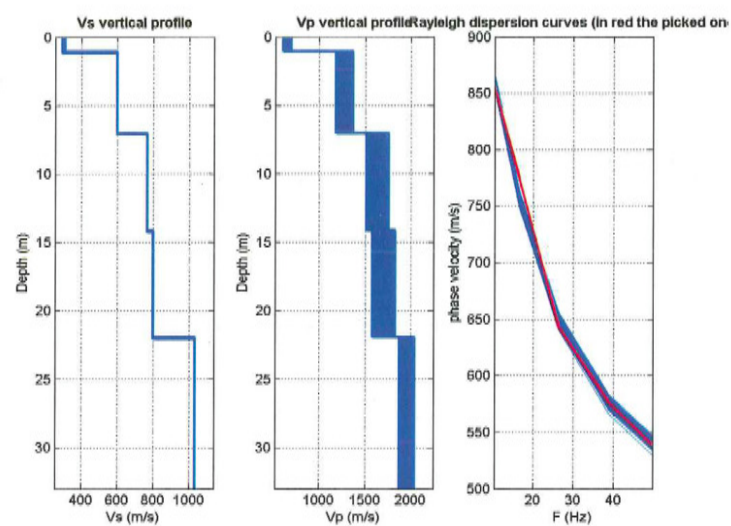 Vs vertical profile
0
5
10
15
20
25
30
Depth (m)
400 600 800 1000
Vs (m/s)
Vp vertical profile
0
5
10
15
20
25
30
Depth (m)
1000 1500 2000
Vp (m/s)
Rayleigh dispersion curves (in red the picked on
900
850
800
750
700
650
600
550
500
phase velocity (m/s)
20 30 40
F (Hz)